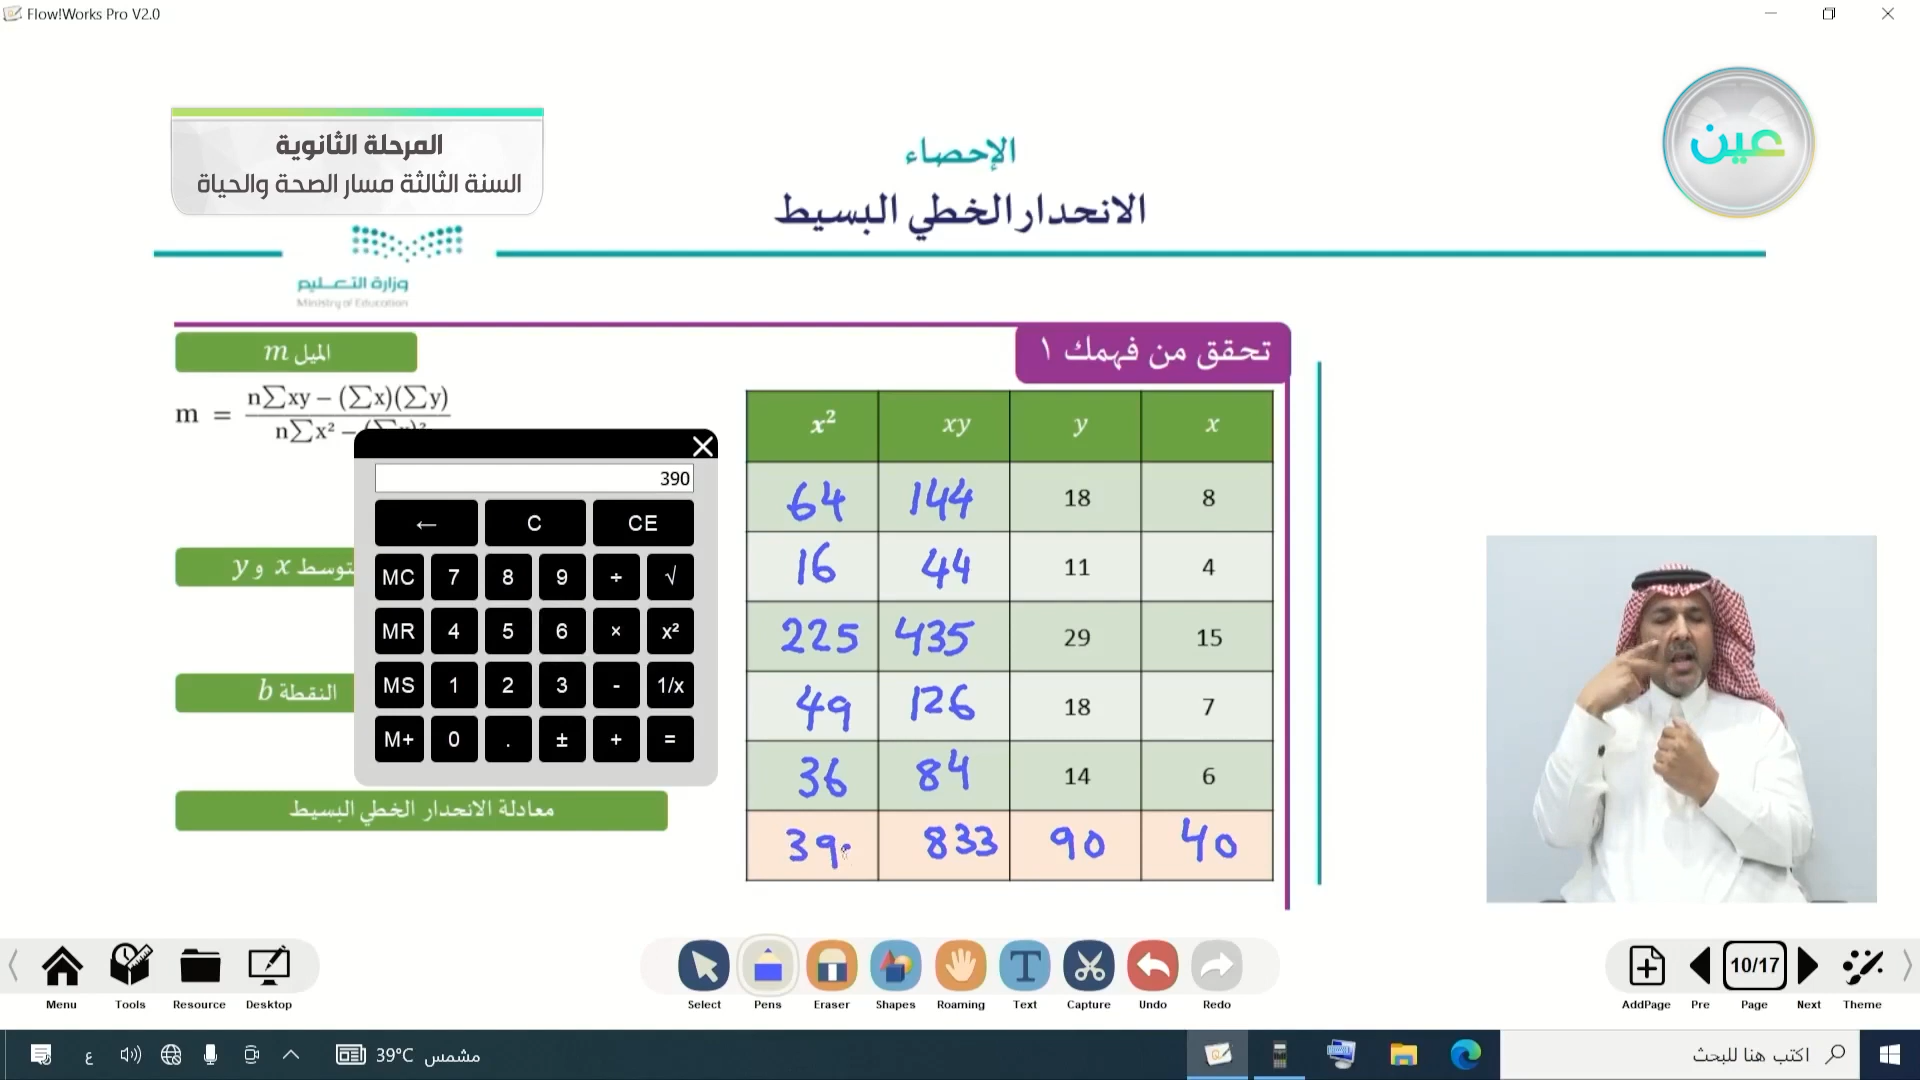 Flow!Works Pro V2.0
المرحلة الثانوية
السنة الثالثة مسار الصحة والحياة
الإحصاء
الانحدار الخطي البسيط
عين
وزارة التعليم
Ministry of Education
تحقق من فهمك ١
الميل m
m = n∑xy − (∑x)(∑y)
n∑x² −
x² xy y x
64 144 18 8
16 44 11 4
225 435 29 15
49 126 18 7
36 84 14 6
390 833 90 40
390
← C CE
MC 7 8 9 ÷ √
MR 4 5 6 × x²
MS 1 2 3 - 1/x
M+ 0 . ± + =
x و y
النقطة b
معادلة الانحدار الخطي البسيط
Menu Tools Resource Desktop
Select Pens Eraser Shapes Roaming Text Capture Undo Redo
10/17
AddPage Pre Page Next Theme
ع
39°C مشمس
اكتب هنا للبحث